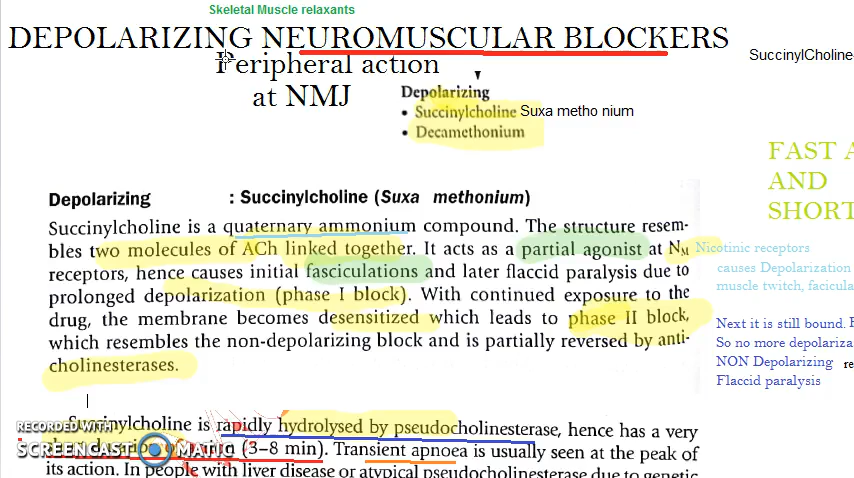 Skeletal Muscle relaxants
DEPOLARIZING NEUROMUSCULAR BLOCKERS
Peripheral action
at NMJ
SuccinylCholine
Depolarizing
• Succinylcholine Suxa metho nium
• Decamethonium
FAST A
AND
SHORT
Depolarizing : Succinylcholine (Suxa methonium)
Succinylcholine is a quaternary ammonium compound. The structure resem-
bles two molecules of ACh linked together. It acts as a partial agonist at NM
receptors, hence causes initial fasciculations and later flaccid paralysis due to
prolonged depolarization (phase I block). With continued exposure to the
drug, the membrane becomes desensitized which leads to phase II block,
which resembles the non-depolarizing block and is partially reversed by anti-
cholinesterases.
Nicotinic receptors
causes Depolarization
muscle twitch, facicula
Next it is still bound.
So no more depolariza
NON Depolarizing re
Flaccid paralysis
Succinylcholine is rapidly hydrolysed by pseudocholinesterase, hence has a very
(3–8 min). Transient apnoea is usually seen at the peak of
its action. In people with liver disease or atypical pseudocholinesterase due to genetic
RECORDED WITH
SCREENCAST MATIC